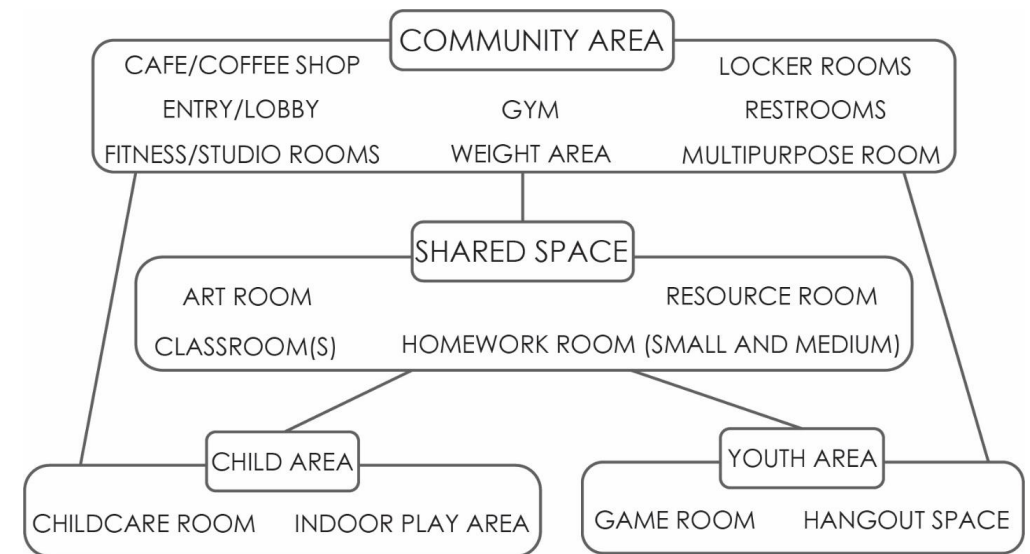 COMMUNITY AREA
CAFE/COFFEE SHOP
LOCKER ROOMS
ENTRY/LOBBY
GYM
RESTROOMS
FITNESS/STUDIO ROOMS
WEIGHT AREA
MULTIPURPOSE ROOM
SHARED SPACE
ART ROOM
RESOURCE ROOM
CLASSROOM(S)
HOMEWORK ROOM (SMALL AND MEDIUM)
CHILD AREA
CHILDCARE ROOM
INDOOR PLAY AREA
YOUTH AREA
GAME ROOM
HANGOUT SPACE